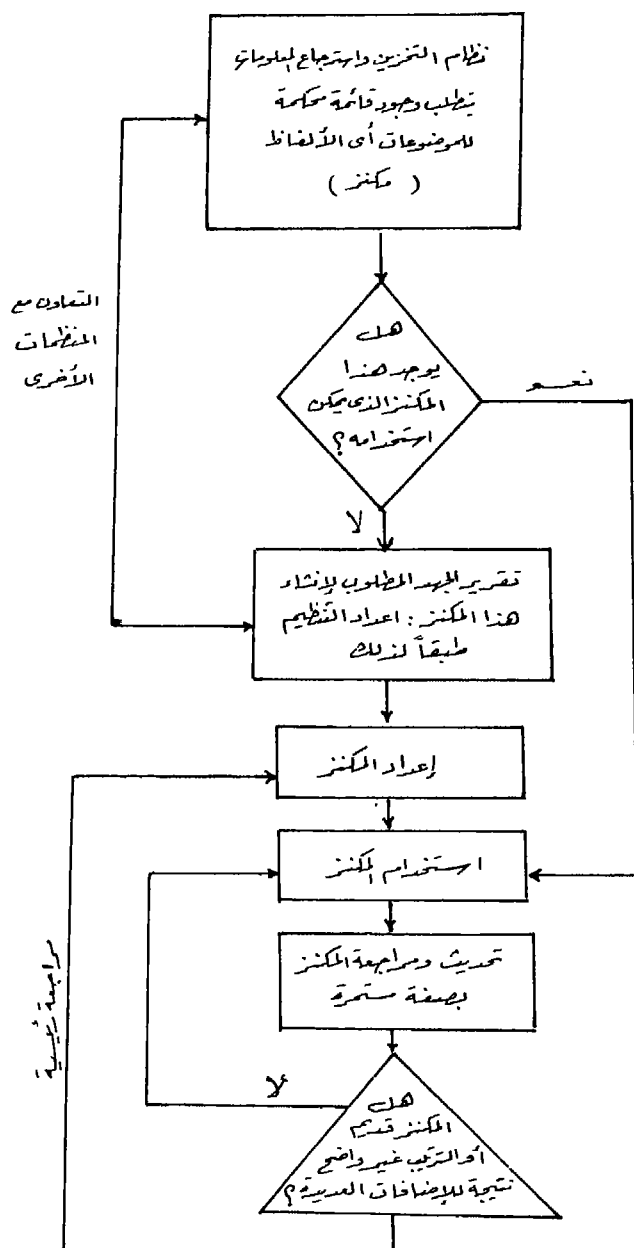 نظام التخزين واسترجاع المعلومات
يتطلب وجود قائمة محكمة
للموضوعات أى الألفاظ
( مكنز )
التعاون مع
المنظمات
الأخرى
هل
يوجد هذا
المكنز الذى يمكن
استخدامه ؟
نعم
لا
تقرير الجهد المطلوب لإنشاء
هذا المكنز : اعداد التنظيم
طبقاً لذلك
إعداد المكنز
استخدام المكنز
تحديث ومراجعة المكنز
بصفة مستمرة
مراجعة رئيسية
لا
هل
المكنز قديم
أو الترتيب غير واضح
نتيجة للإضافات العديدة ؟